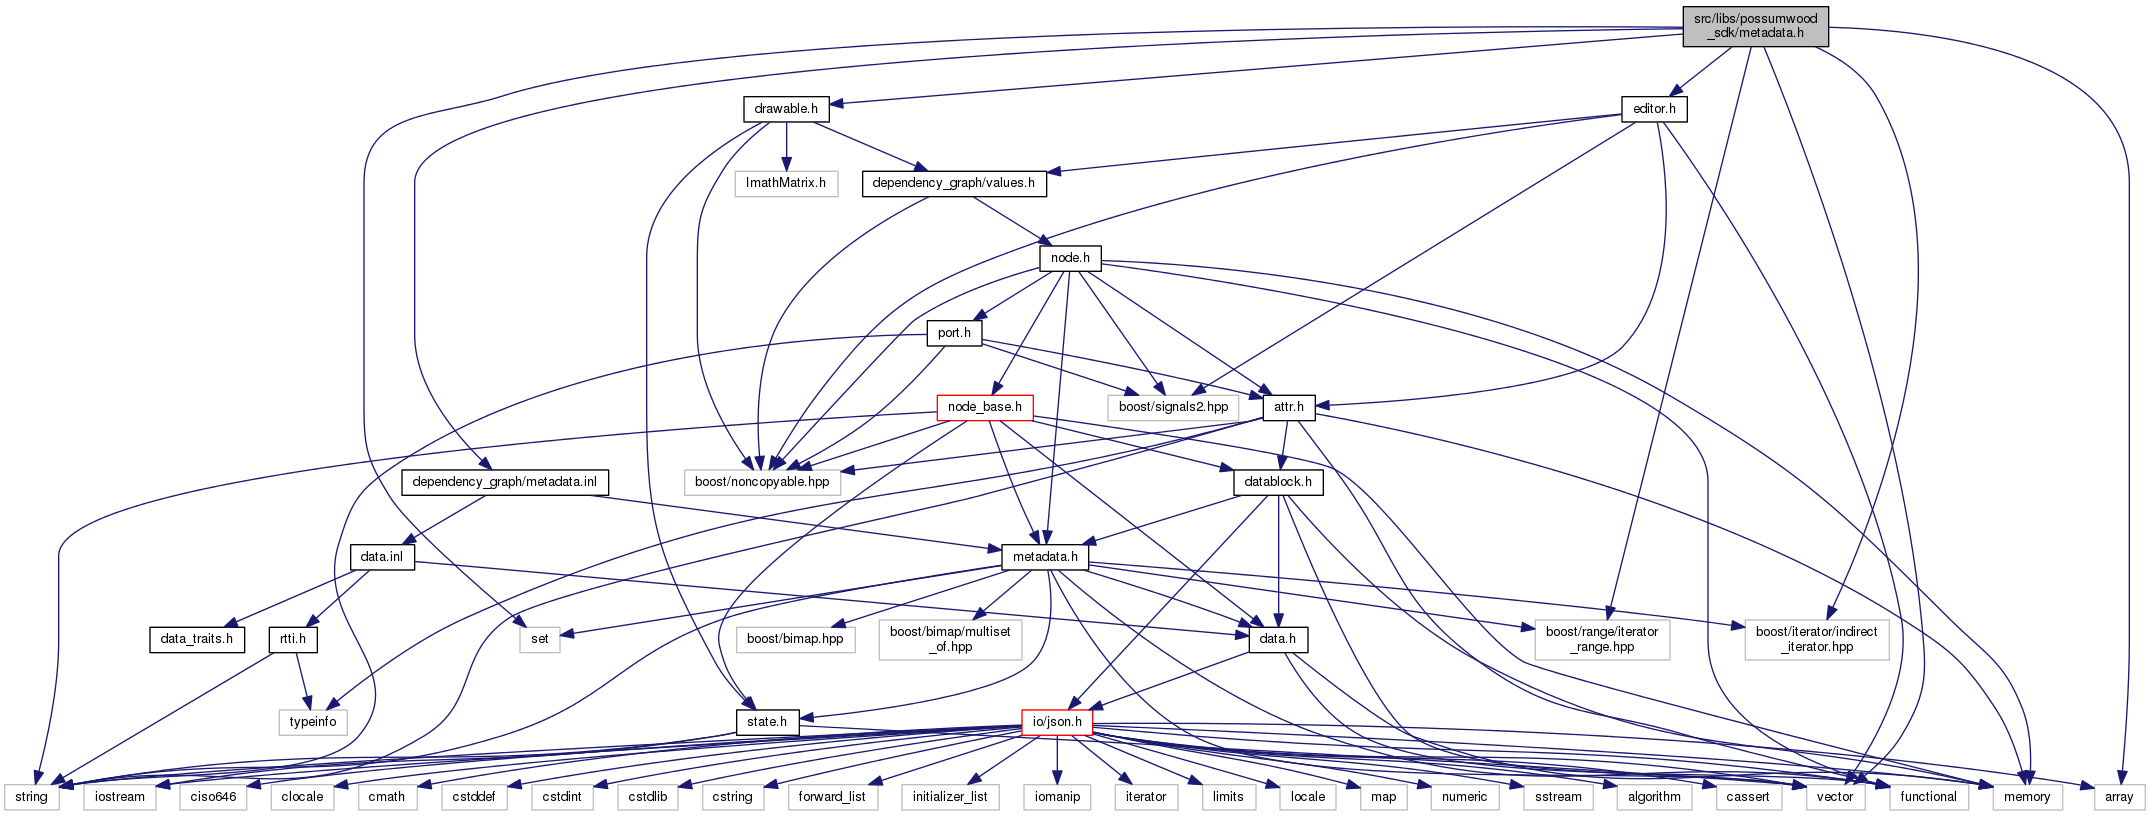 src/libs/possumwood
_sdk/metadata.h
drawable.h
editor.h
ImathMatrix.h
dependency_graph/values.h
node.h
port.h
node_base.h
boost/signals2.hpp
attr.h
dependency_graph/metadata.inl
boost/noncopyable.hpp
datablock.h
data.inl
metadata.h
data_traits.h
rtti.h
set
boost/bimap.hpp
boost/bimap/multiset
_of.hpp
data.h
boost/range/iterator
_range.hpp
boost/iterator/indirect
_iterator.hpp
typeinfo
state.h
io/json.h
string
iostream
ciso646
clocale
cmath
cstddef
cstdint
cstdlib
cstring
forward_list
initializer_list
iomanip
iterator
limits
locale
map
numeric
sstream
algorithm
cassert
vector
functional
memory
array